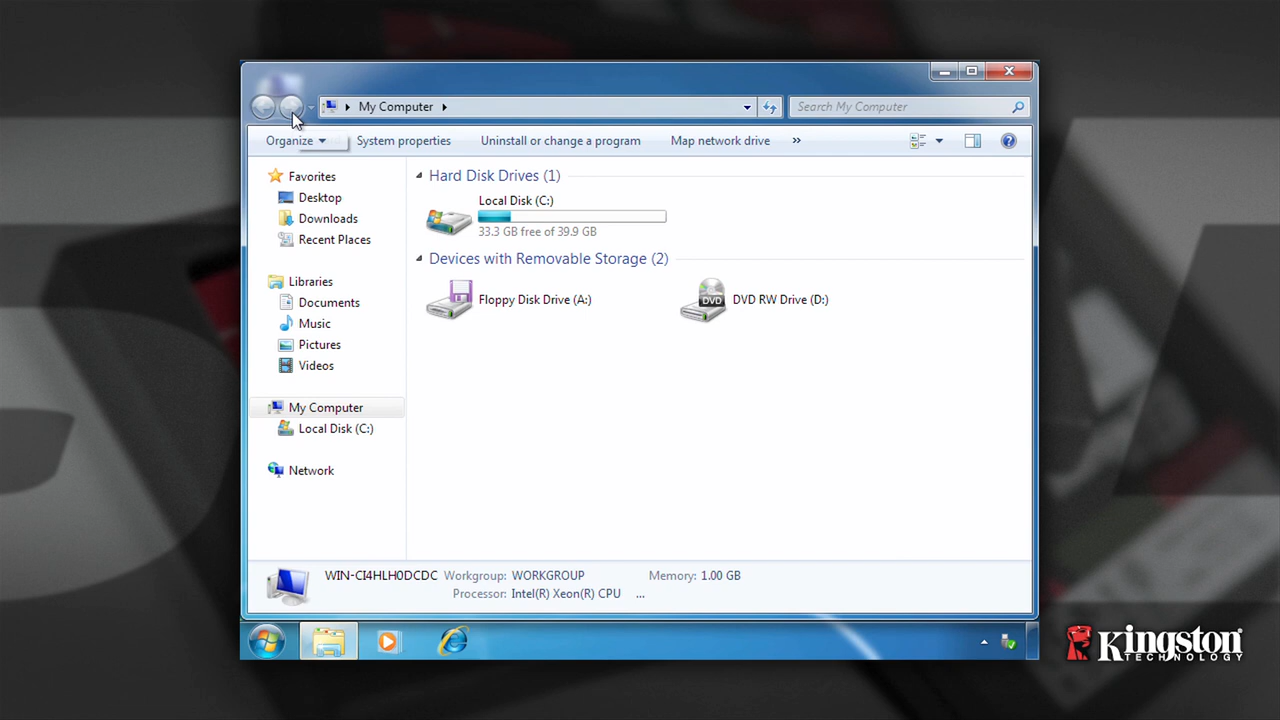 My Computer
Search My Computer
Organize
System properties
Uninstall or change a program
Map network drive
»
Favorites
Desktop
Downloads
Recent Places
Libraries
Documents
Music
Pictures
Videos
My Computer
Local Disk (C:)
Network
Hard Disk Drives (1)
Local Disk (C:)
33.3 GB free of 39.9 GB
Devices with Removable Storage (2)
Floppy Disk Drive (A:)
DVD
DVD RW Drive (D:)
WIN-CI4HLH0DCDC Workgroup: WORKGROUP Memory: 1.00 GB
Processor: Intel(R) Xeon(R) CPU ...
Kingston
TECHNOLOGY